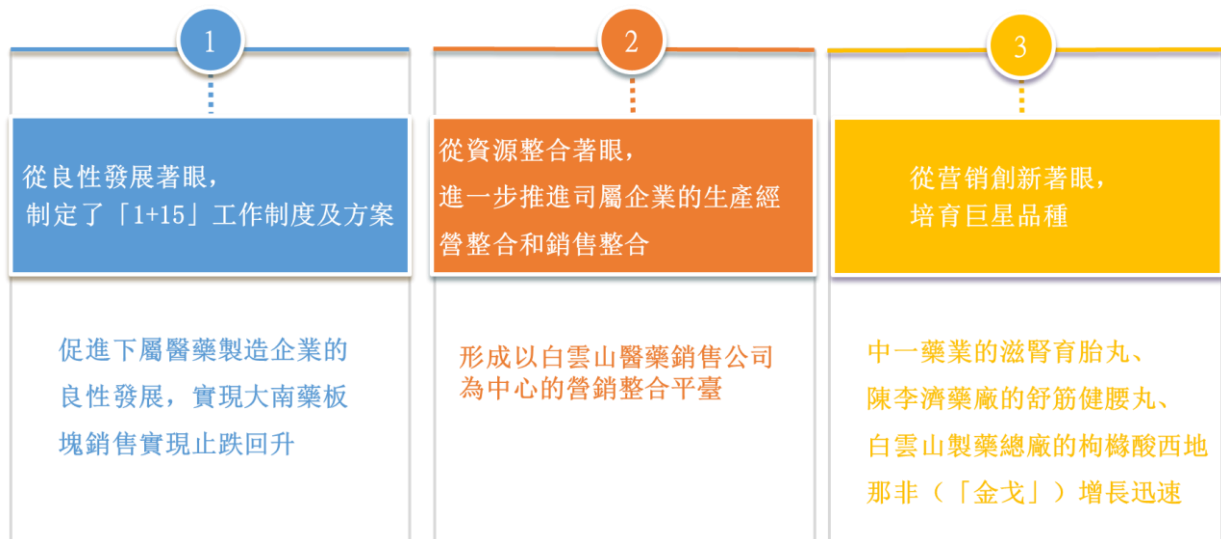 1
從良性發展著眼，
制定了「1+15」工作制度及方案
促進下屬醫藥製造企業的
良性發展，實現大南藥板
塊銷售實現止跌回升
2
從資源整合著眼，
進一步推進司屬企業的生產經
營整合和銷售整合
形成以白雲山醫藥銷售公司
為中心的營銷整合平臺
3
從营销創新著眼，
培育巨星品種
中一藥業的滋腎育胎丸、
陳李濟藥廠的舒筋健腰丸、
白雲山製藥總廠的枸櫞酸西地
那非（「金戈」）增長迅速